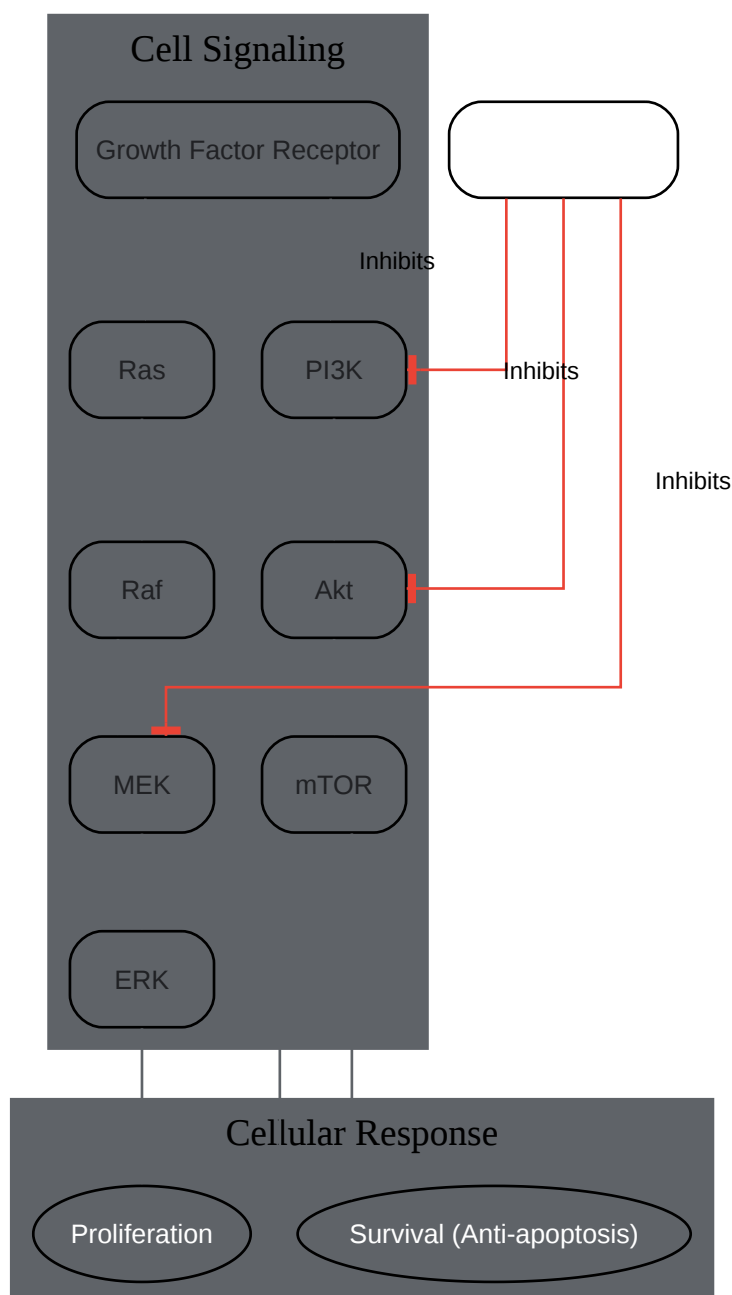 Cell Signaling
Growth Factor Receptor
Inhibits
Ras
PI3K
Inhibits
Inhibits
Raf
Akt
MEK
mTOR
ERK
Cellular Response
Proliferation
Survival (Anti-apoptosis)